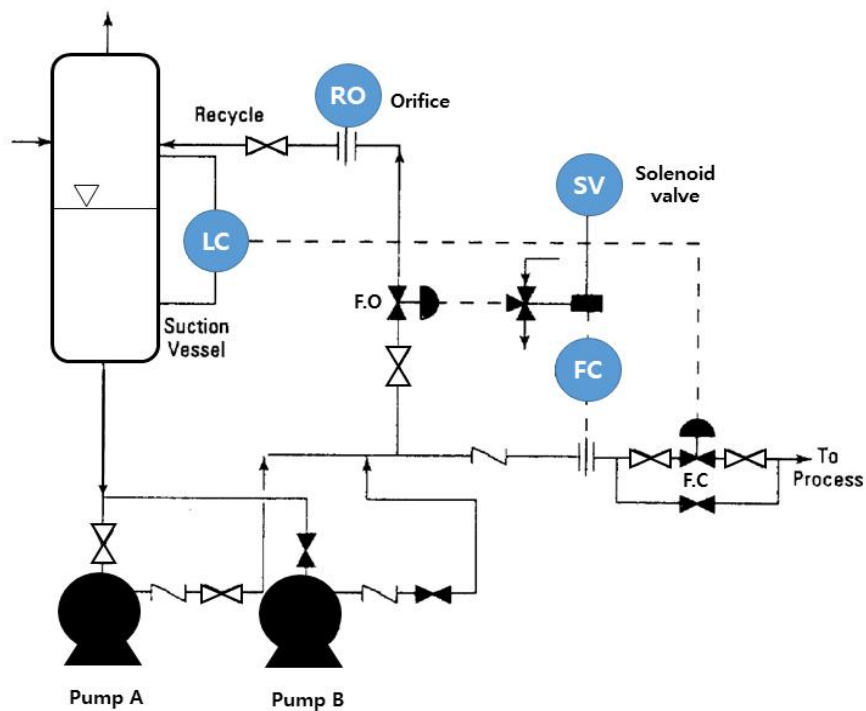 RO
Orifice
Recycle
SV
Solenoid
valve
LC
F.O
Suction
Vessel
FC
To
Process
F.C
Pump A
Pump B